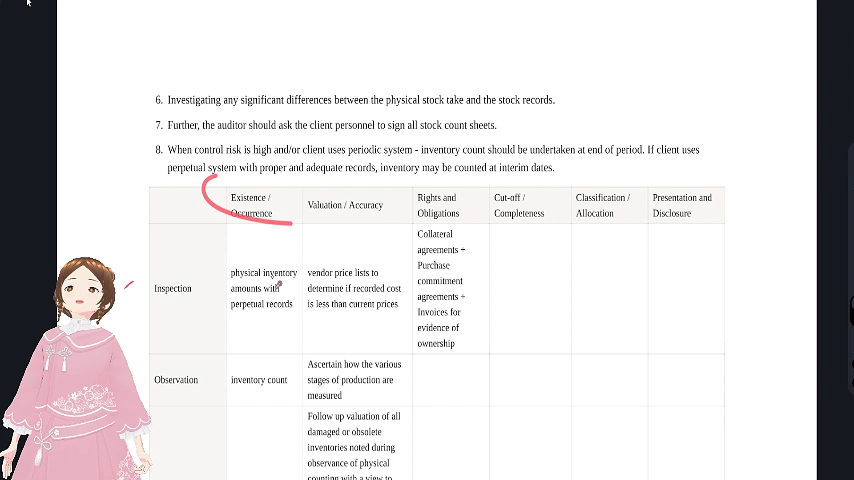 6. Investigating any significant differences between the physical stock take and the stock records.
7. Further, the auditor should ask the client personnel to sign all stock count sheets.
8. When control risk is high and/or client uses periodic system - inventory count should be undertaken at end of period. If client uses
perpetual system with proper and adequate records, inventory may be counted at interim dates.
Existence /
Occurrence
Valuation / Accuracy
Rights and
Obligations
Cut-off /
Completeness
Classification /
Allocation
Presentation and
Disclosure
Inspection
physical inventory
amounts with
perpetual records
vendor price lists to
determine if recorded cost
is less than current prices
Collateral
agreements +
Purchase
commitment
agreements +
Invoices for
evidence of
ownership
Observation
inventory count
Ascertain how the various
stages of production are
measured
Follow up valuation of all
damaged or obsolete
inventories noted during
observance of physical
counting with a view to